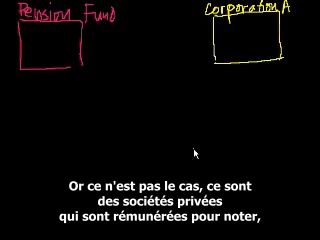 Pension Fund
Corporation A
Or ce n'est pas le cas, ce sont
des sociétés privées
qui sont rémunérées pour noter,